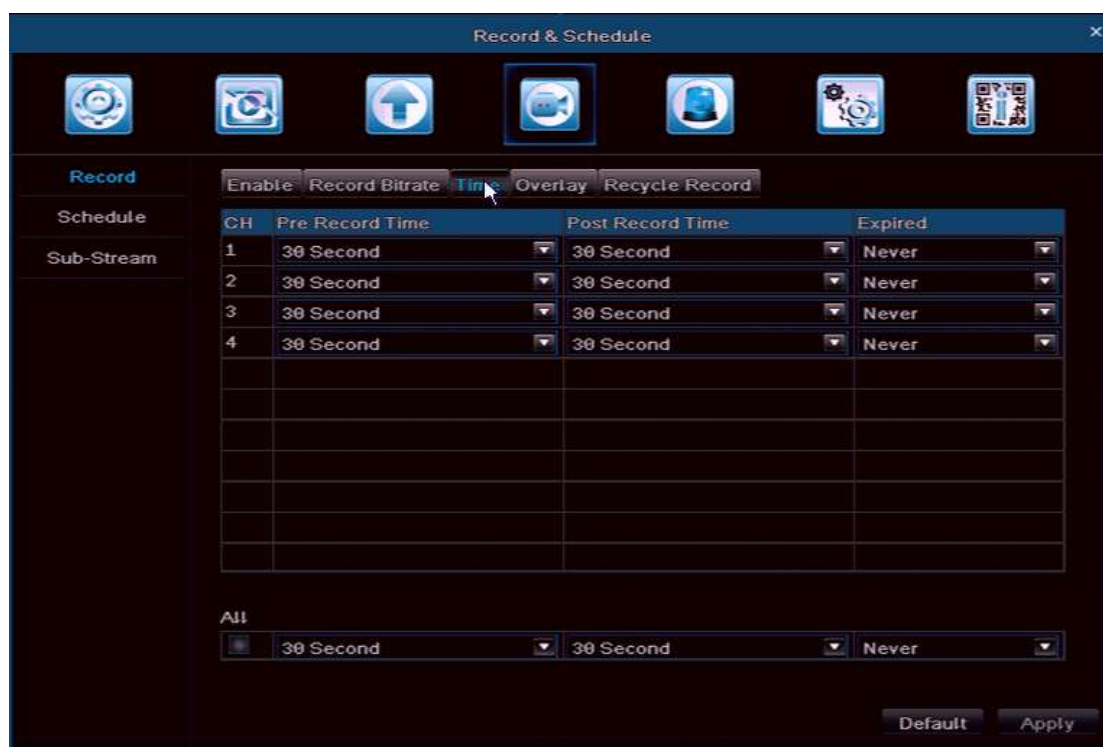 Record & Schedule
×
Record
Schedule
Sub-Stream
Enable Record Bitrate Time Overlay Recycle Record
CH Pre Record Time Post Record Time Expired
1 30 Second 30 Second Never
2 30 Second 30 Second Never
3 30 Second 30 Second Never
4 30 Second 30 Second Never
All
30 Second 30 Second Never
Default Apply